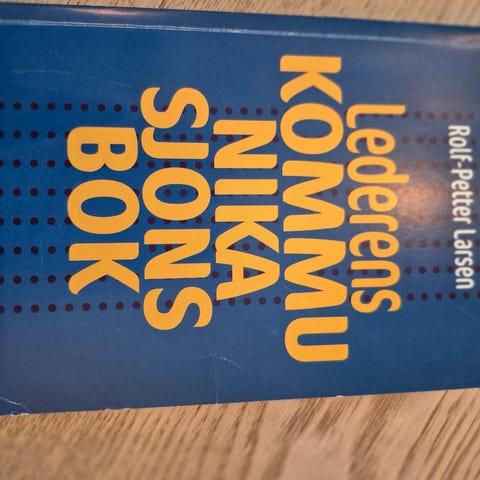 Rolf-Petter Larsen
Lederens
KOMMU
NIKA
SJONS
BOK